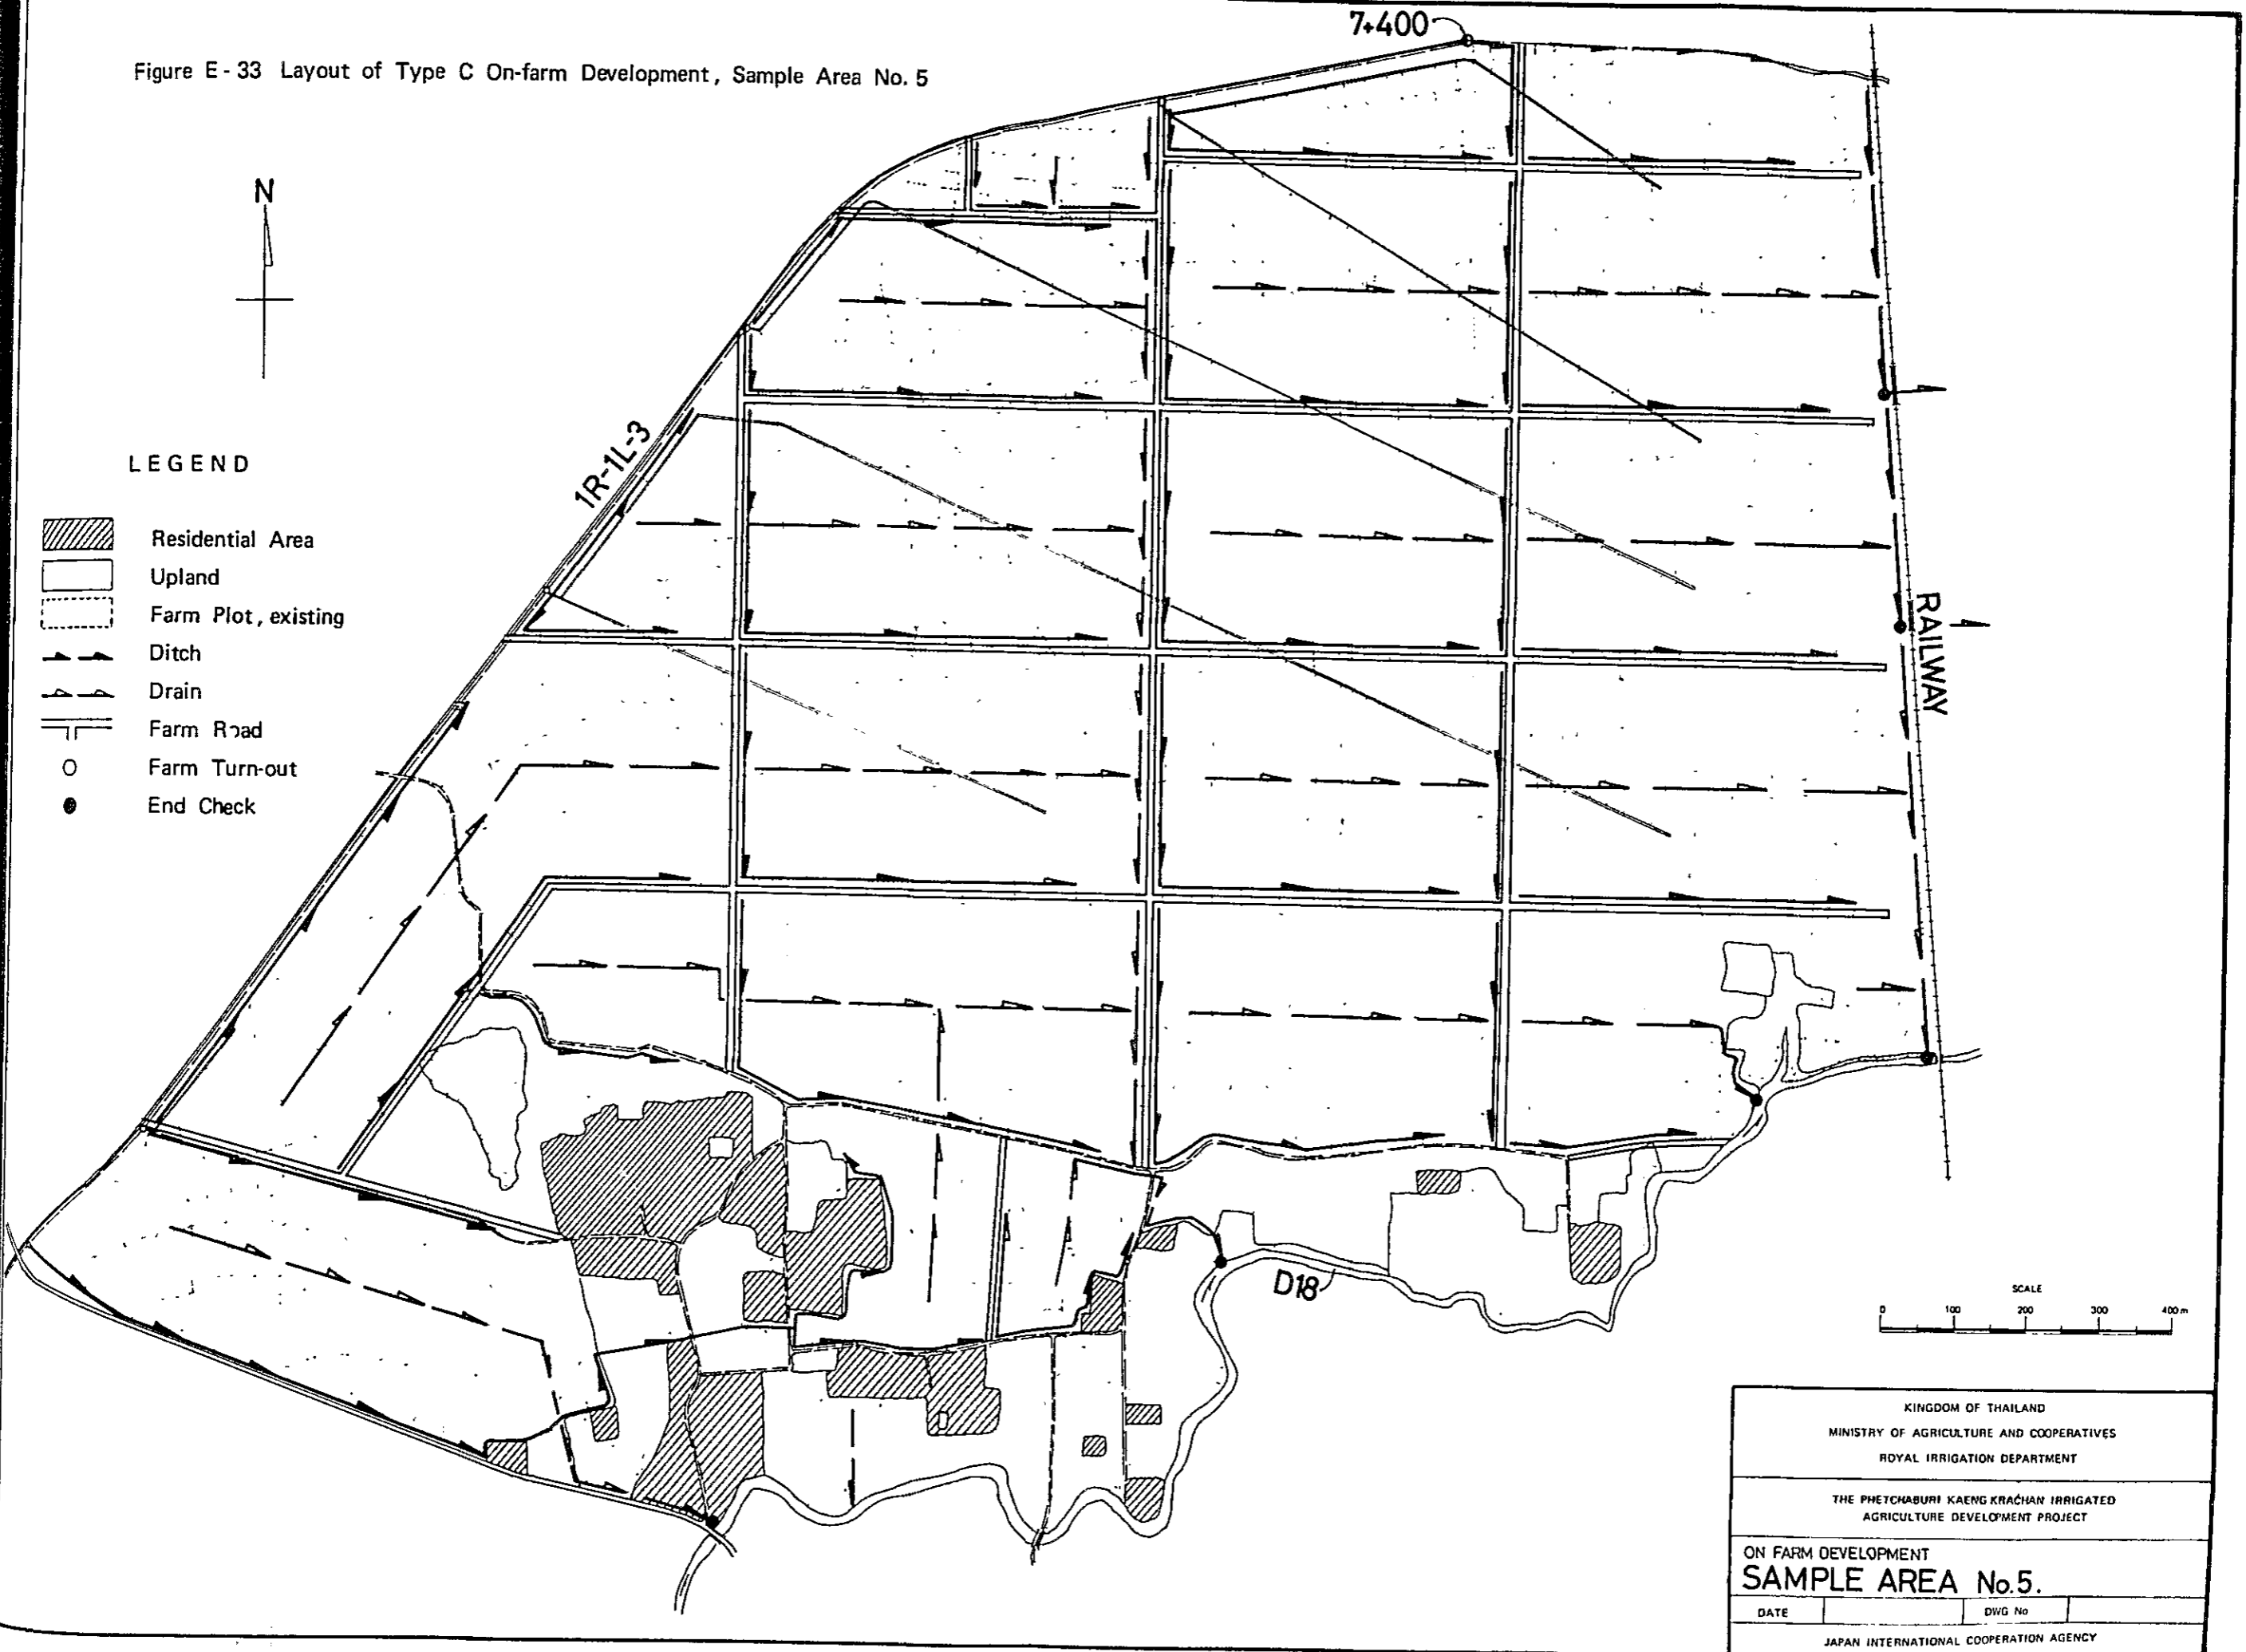 Figure E-33 Layout of Type C On-farm Development, Sample Area No. 5
7+400
N
1R-1L-3
LEGEND
Residential Area
Upland
Farm Plot, existing
Ditch
Drain
Farm Road
Farm Turn-out
End Check
RAILWAY
D18
SCALE
0 100 200 300 400m
KINGDOM OF THAILAND
MINISTRY OF AGRICULTURE AND COOPERATIVES
ROYAL IRRIGATION DEPARTMENT
THE PHETCHABURI KAENG KRACHAN IRRIGATED
AGRICULTURE DEVELOPMENT PROJECT
ON FARM DEVELOPMENT
SAMPLE AREA No.5.
DATE DWG No
JAPAN INTERNATIONAL COOPERATION AGENCY